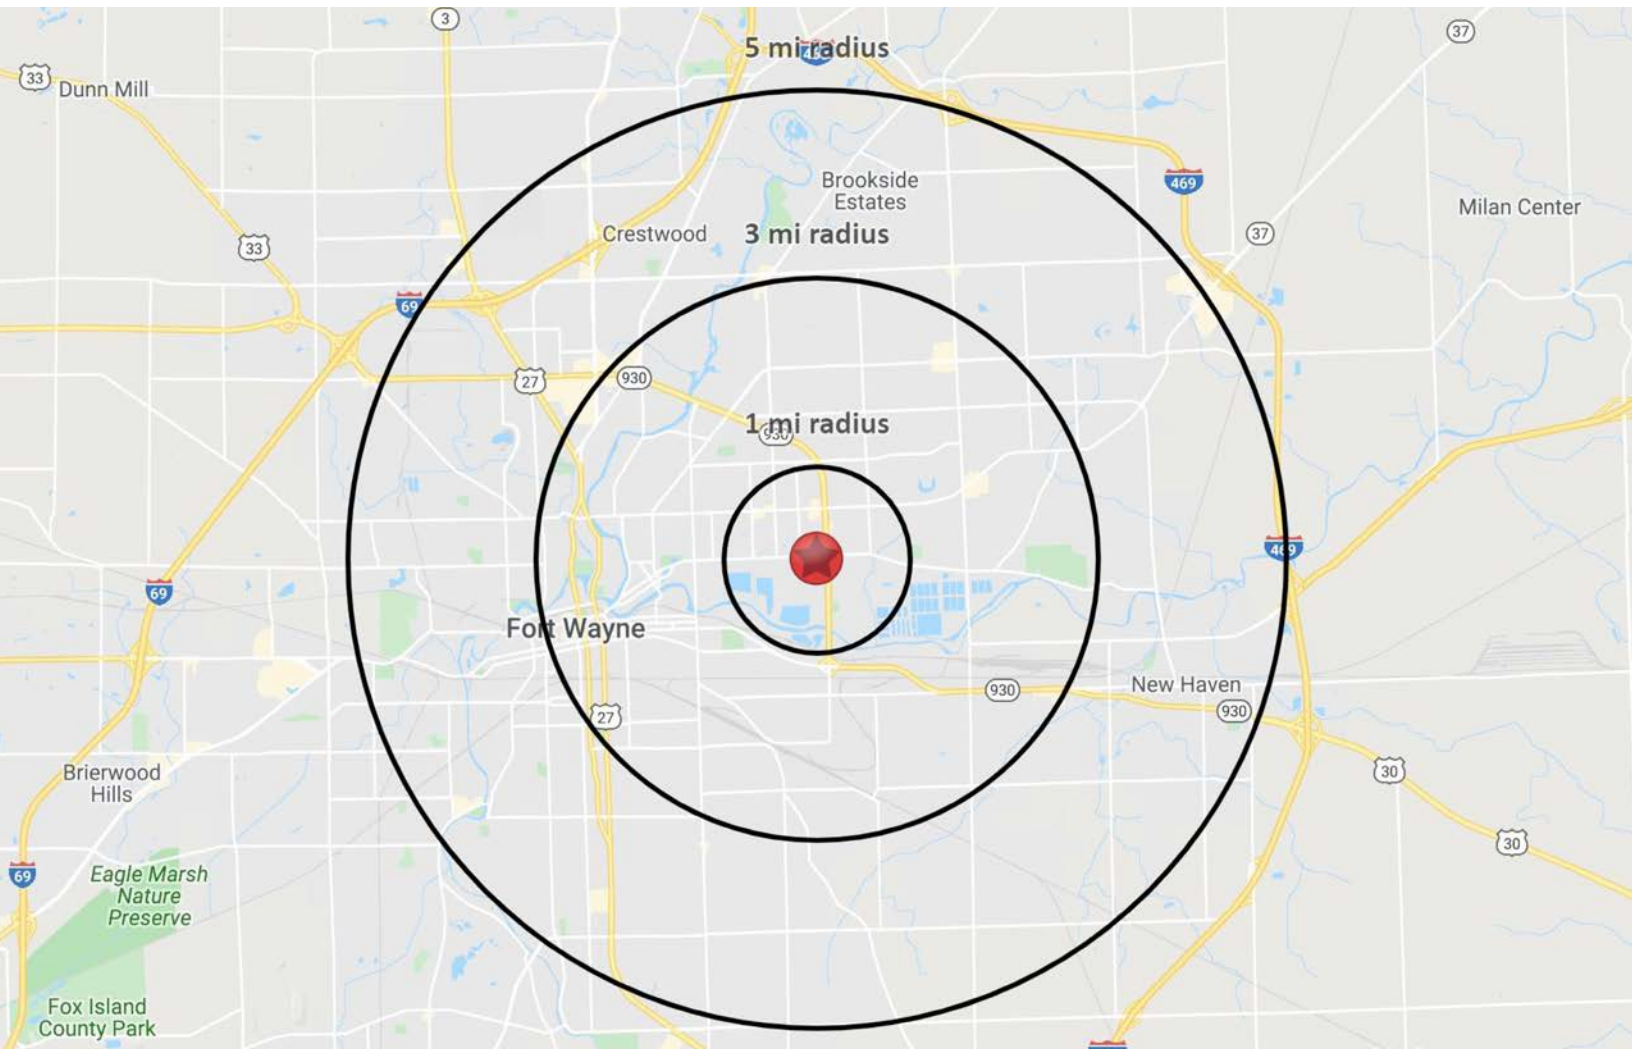 3
5 mi radius
37
33
Dunn Mill
Brookside
Estates
469
Milan Center
Crestwood
3 mi radius
37
33
69
27
930
1 mi radius
930
469
69
Fort Wayne
New Haven
930
930
27
30
Brierwood
Hills
30
69
Eagle Marsh
Nature
Preserve
Fox Island
County Park